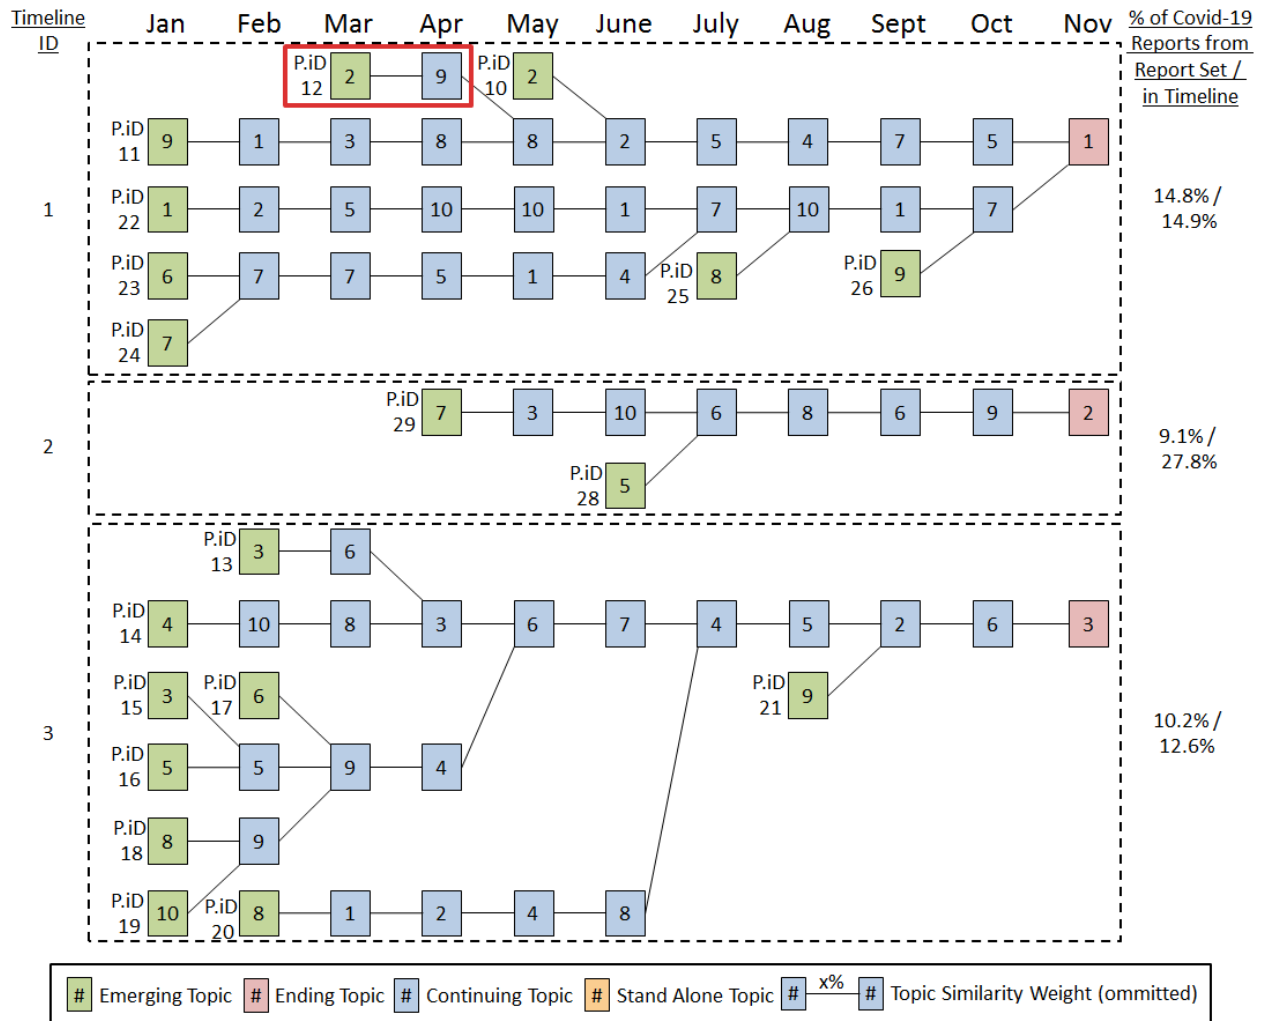 Timeline ID Jan Feb Mar Apr May June July Aug Sept Oct Nov % of Covid-19 Reports from Report Set / in Timeline
P.iD 12 2 9 P.iD 10 2
P.iD 11 9 1 3 8 8 2 5 4 7 5 1
1 P.iD 22 1 2 5 10 10 1 7 10 1 7 14.8% / 14.9%
P.iD 23 6 7 7 5 1 4 P.iD 25 8 P.iD 26 9
P.iD 24 7
P.iD 29 7 3 10 6 8 6 9 2
2 9.1% / 27.8%
P.iD 28 5
P.iD 13 3 6
P.iD 14 4 10 8 3 6 7 4 5 2 6 3
P.iD 15 3 P.iD 17 6 P.iD 21 9
3 10.2% / 12.6%
P.iD 16 5 5 9 4
P.iD 18 8 9
P.iD 19 10 P.iD 20 8 1 2 4 8
# Emerging Topic # Ending Topic # Continuing Topic # Stand Alone Topic # x% # Topic Similarity Weight (ommitted)